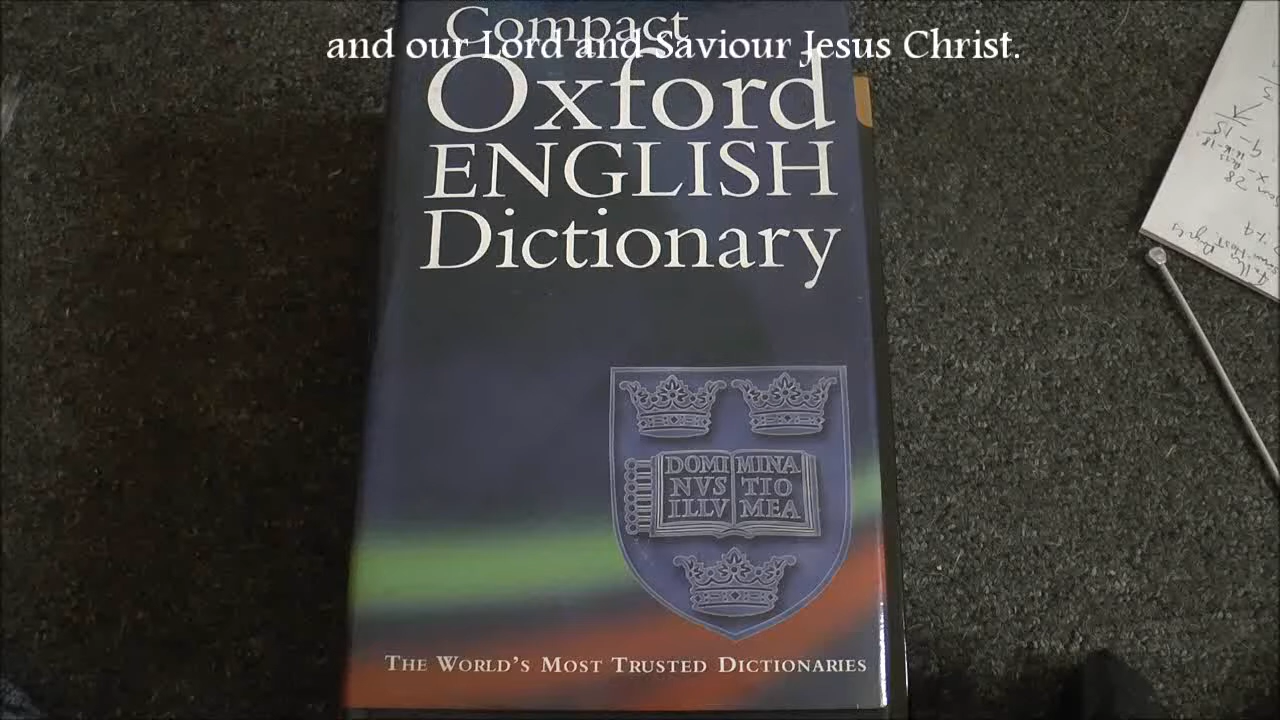 Compact
and our Lord and Saviour Jesus Christ.
Oxford
ENGLISH
Dictionary
DOMI MINA
NVS TIO
ILLV MEA
THE WORLD'S MOST TRUSTED DICTIONARIES
28